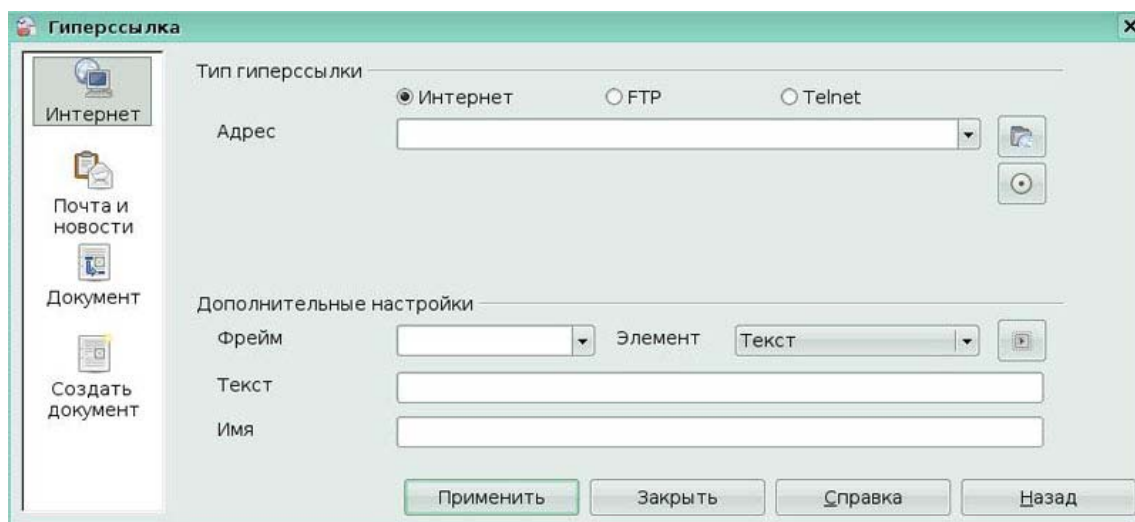 Гиперссылка
Интернет
Почта и
новости
Документ
Создать
документ
Тип гиперссылки
Интернет FTP Telnet
Адрес
Дополнительные настройки
Фрейм Элемент Текст
Текст
Имя
Применить Закрыть Справка Назад